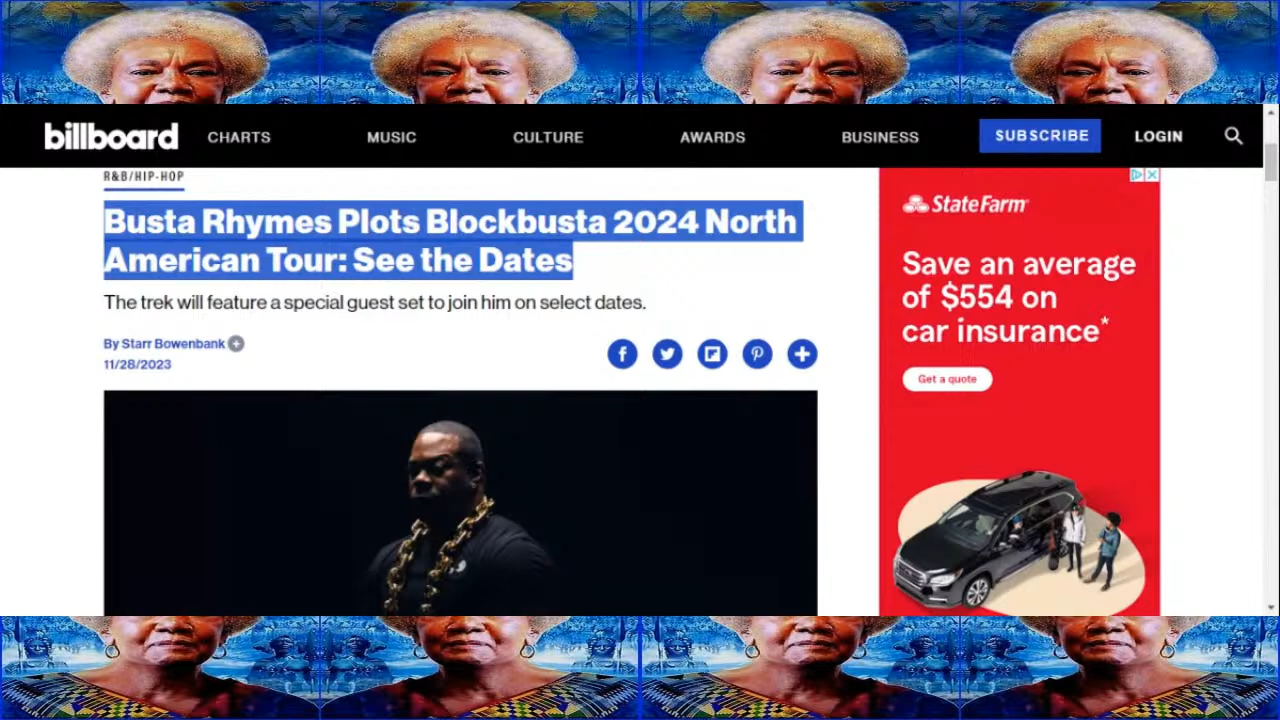 billboard
CHARTS
MUSIC
CULTURE
AWARDS
BUSINESS
SUBSCRIBE
LOGIN
R&B/HIP-HOP
Busta Rhymes Plots Blockbusta 2024 North
American Tour: See the Dates
The trek will feature a special guest set to join him on select dates.
By Starr Bowenbank
11/28/2023
StateFarm
Save an average
of $554 on
car insurance*
Get a quote